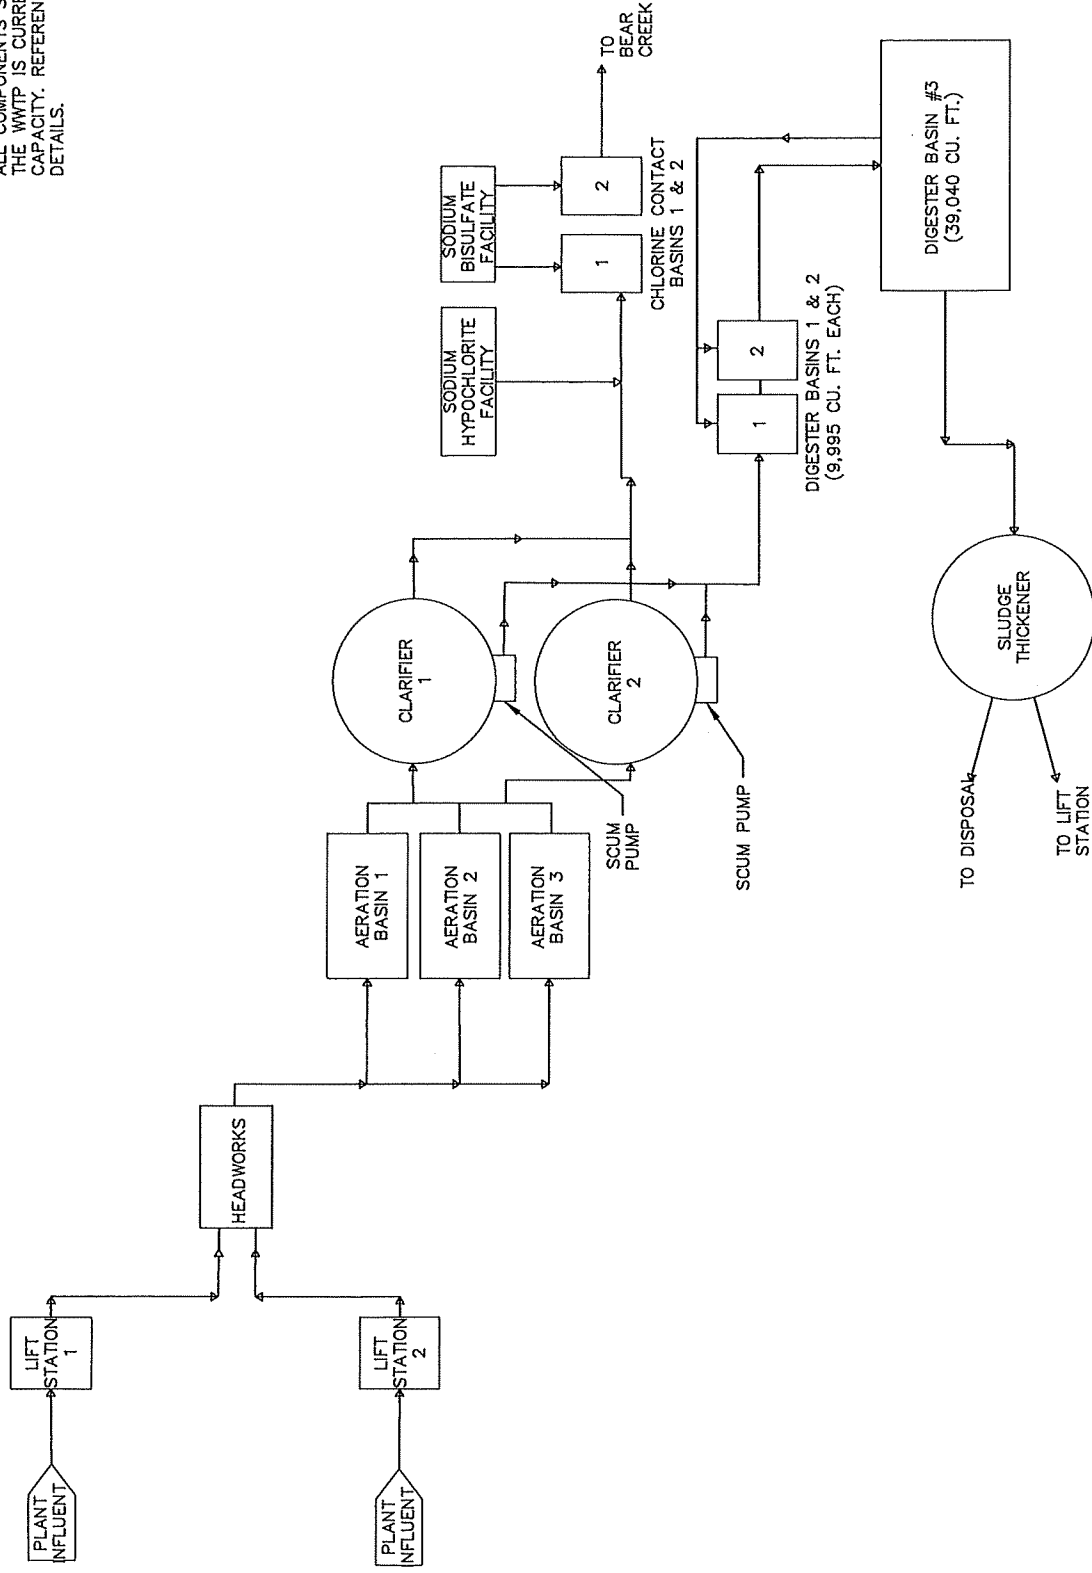 ALL COMPONENTS
THE WWTP IS
CAPACITY.
DETAILS.
PLANT
INFLUENT
LIFT
STATION
1
PLANT
INFLUENT
LIFT
STATION
2
HEADWORKS
AERATION
BASIN 1
AERATION
BASIN 2
AERATION
BASIN 3
CLARIFIER
1
CLARIFIER
2
SCUM
PUMP
SCUM PUMP
SODIUM
HYPOCHLORITE
FACILITY
SODIUM
BISULFATE
FACILITY
1
2
CHLORINE CONTACT
BASINS 1 & 2
TO
BEAR
CREEK
1
2
DIGESTER BASINS 1 & 2
(9,995 CU. FT. EACH)
DIGESTER BASIN #3
(39,040 CU. FT.)
SLUDGE
THICKENER
TO DISPOSAL
TO LIFT
STATION